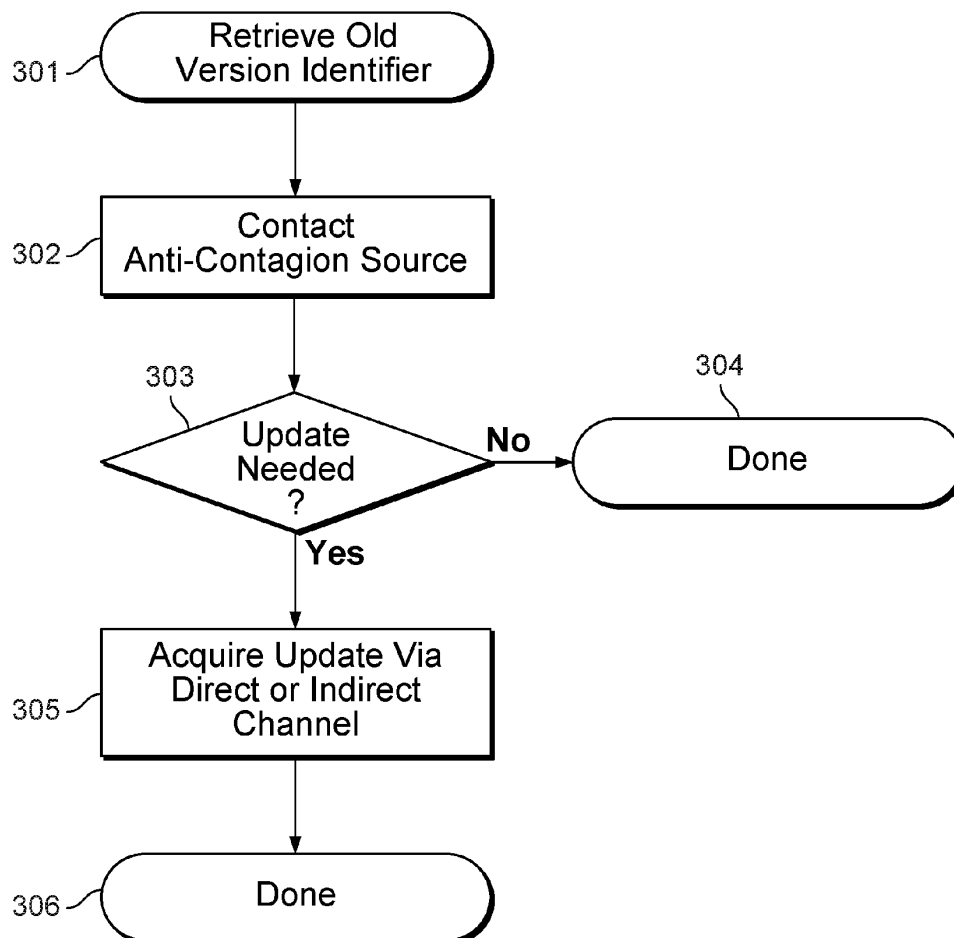 Retrieve Old
Version Identifier
301
Contact
Anti-Contagion Source
302
303
Update
Needed
?
No
304
Done
Yes
Acquire Update Via
Direct or Indirect
Channel
305
Done
306